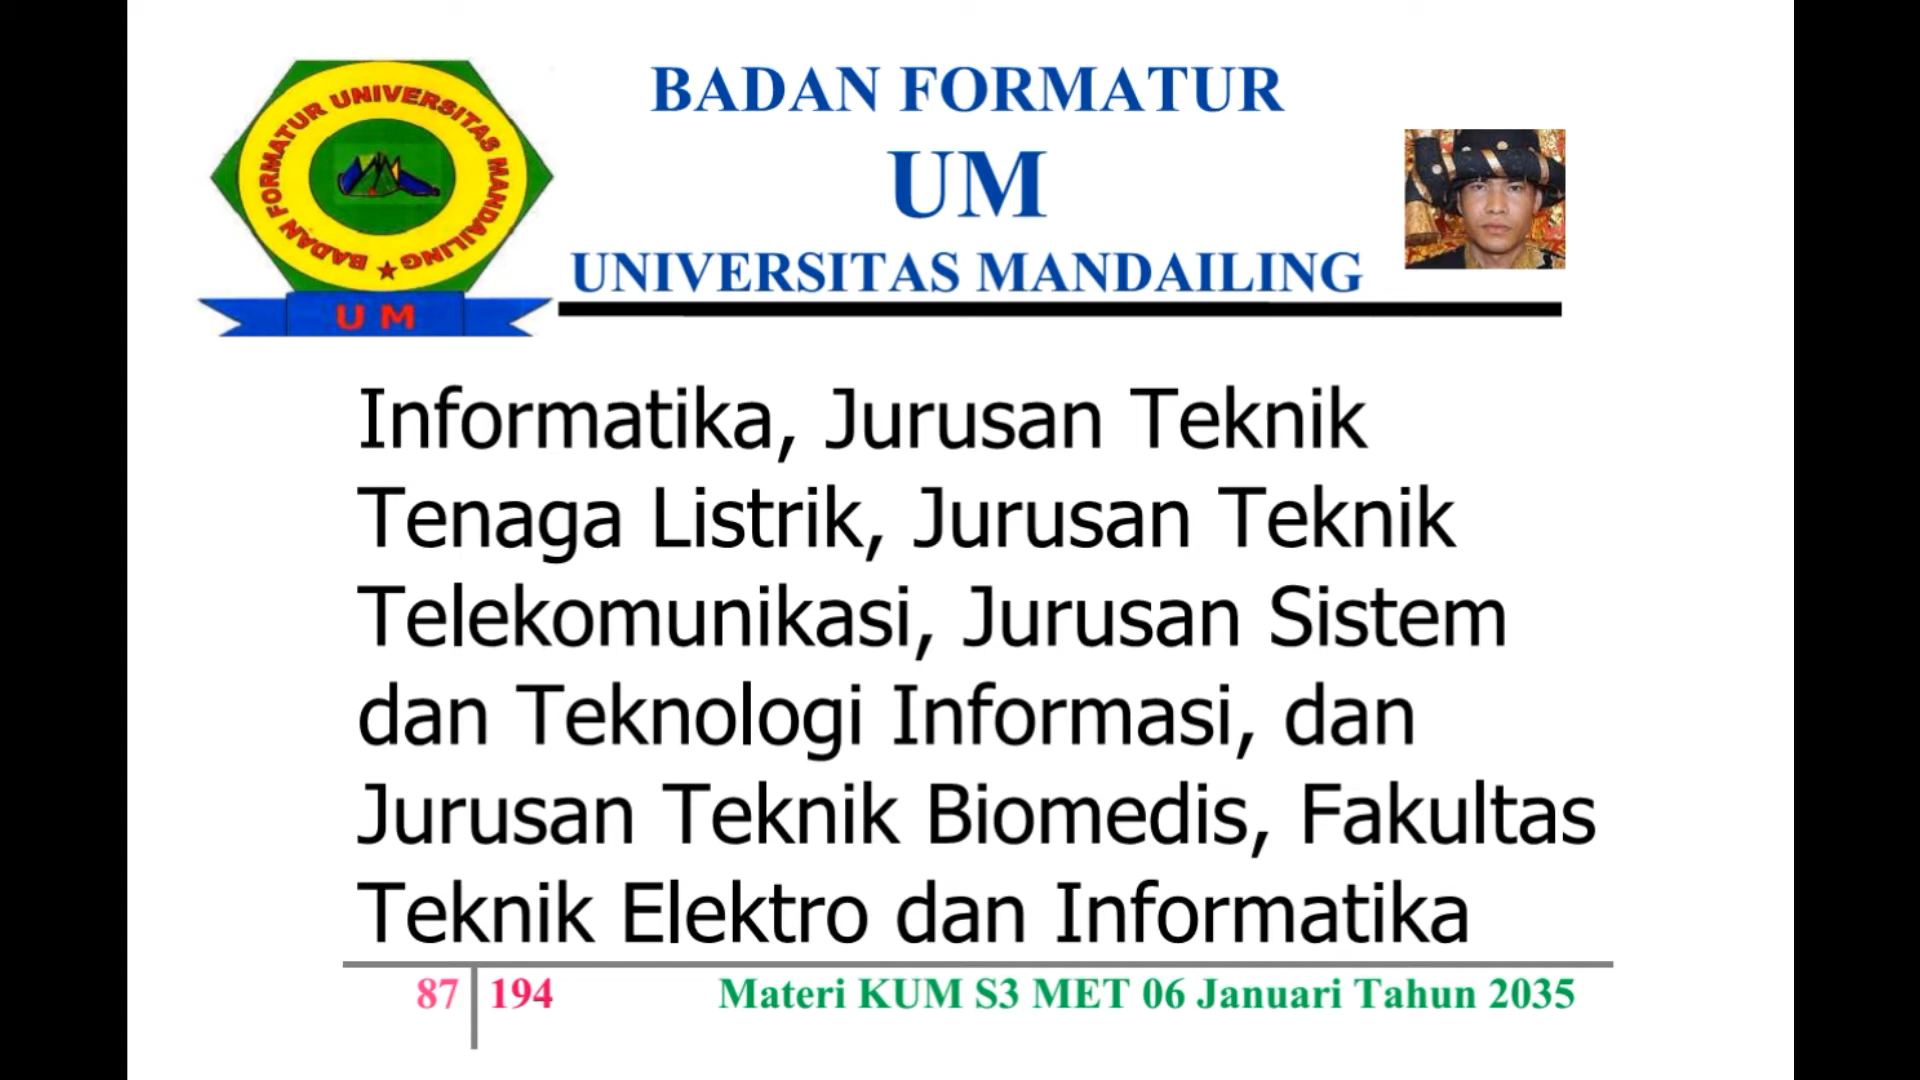 BADAN FORMATUR UNIVERSITAS MANDAILING
U M
BADAN FORMATUR
UM
UNIVERSITAS MANDAILING
Informatika, Jurusan Teknik
Tenaga Listrik, Jurusan Teknik
Telekomunikasi, Jurusan Sistem
dan Teknologi Informasi, dan
Jurusan Teknik Biomedis, Fakultas
Teknik Elektro dan Informatika
87 194 Materi KUM S3 MET 06 Januari Tahun 2035